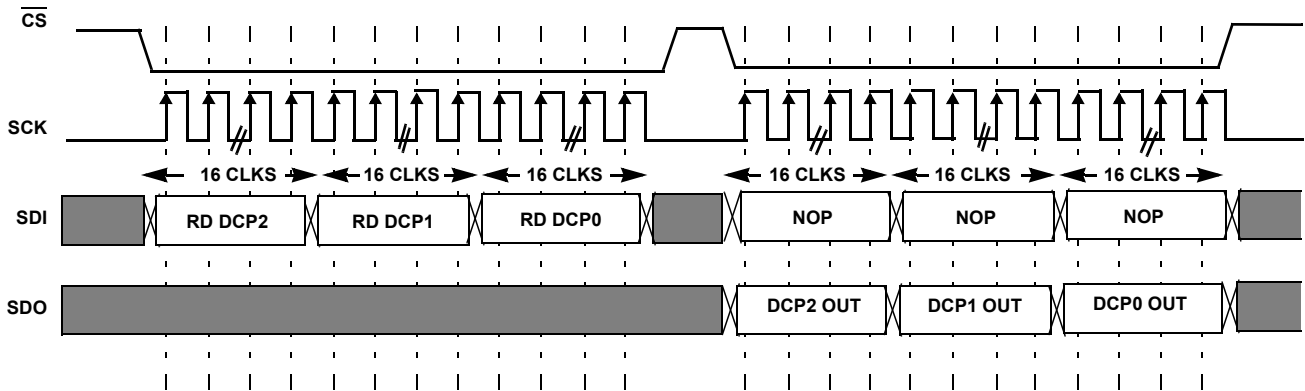 CS
SCK
16 CLKS 16 CLKS 16 CLKS 16 CLKS 16 CLKS 16 CLKS
SDI RD DCP2 RD DCP1 RD DCP0 NOP NOP NOP
SDO DCP2 OUT DCP1 OUT DCP0 OUT